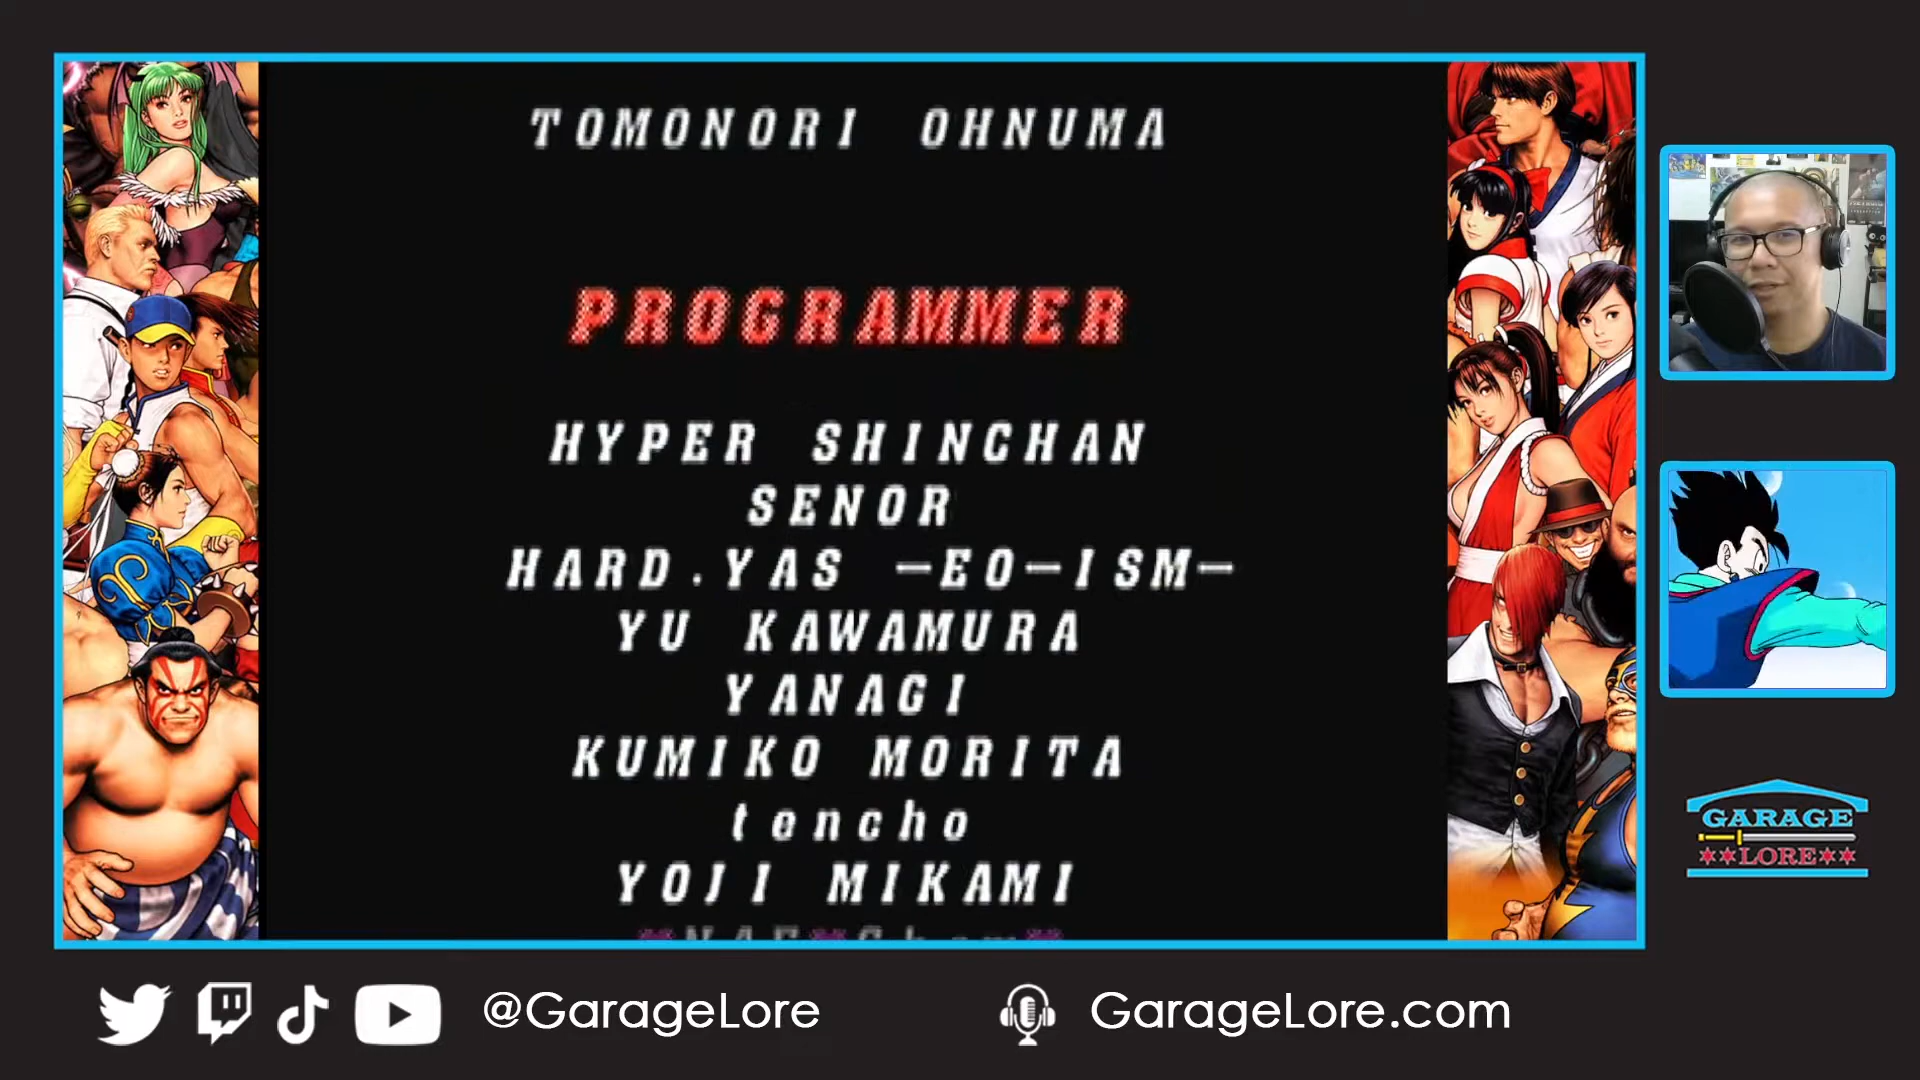 TOMONORI OHNUMA
PROGRAMMER
HYPER SHINCHAN
SENOR
HARD.YAS -EO-ISM-
YU KAWAMURA
YANAGI
KUMIKO MORITA
tencho
YOJI MIKAMI
GARAGE
LORE
@GarageLore
GarageLore.com